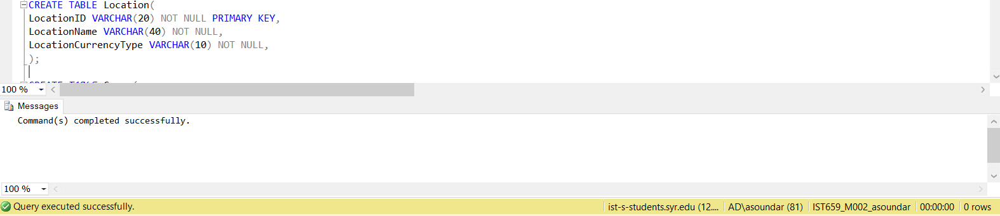 CREATE TABLE Location(
LocationID VARCHAR(20) NOT NULL PRIMARY KEY,
LocationName VARCHAR(40) NOT NULL,
LocationCurrencyType VARCHAR(10) NOT NULL,
);
CREATE TABLE
100 %
Messages
Command(s) completed successfully.
100 %
Query executed successfully. ist-s-students.syr.edu (12.... AD\asoundar (81) IST659_M002_asoundar 00:00:00 0 rows